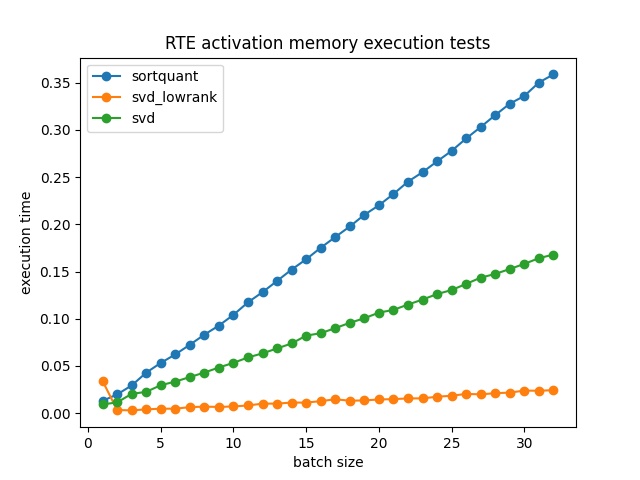 RTE activation memory execution tests
sortquant
svd_lowrank
svd
execution time
0.35
0.30
0.25
0.20
0.15
0.10
0.05
0.00
0 5 10 15 20 25 30
batch size